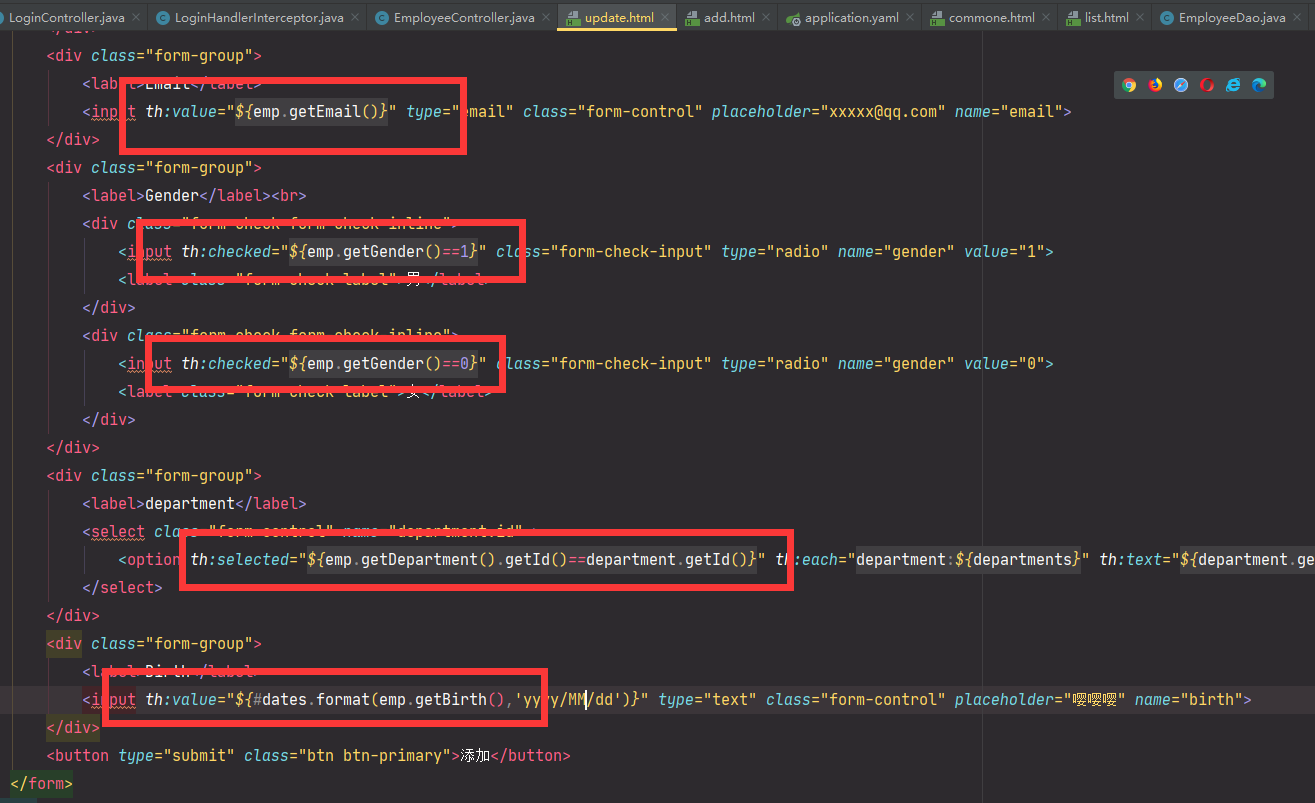 LoginController.java LoginHandlerInterceptor.java EmployeeController.java update.html add.html application.yaml commone.html list.html EmployeeDao.java
<div class="form-group">
<label>Email</label>
<input th:value="${emp.getEmail()}" type="email" class="form-control" placeholder="xxxxx@qq.com" name="email">
</div>
<div class="form-group">
<label>Gender</label><br>
<div class="form-check form-check-inline">
<input th:checked="${emp.getGender()==1}" class="form-check-input" type="radio" name="gender" value="1">
<label class="form-check-label">男</label>
</div>
<div class="form-check form-check-inline">
<input th:checked="${emp.getGender()==0}" class="form-check-input" type="radio" name="gender" value="0">
<label class="form-check-label">女</label>
</div>
</div>
<div class="form-group">
<label>department</label>
<select class="form-control" name="department.id">
<option th:selected="${emp.getDepartment().getId()==department.getId()}" th:each="department:${departments}" th:text="${department.ge
</select>
</div>
<div class="form-group">
<label>Birth</label>
<input th:value="${#dates.format(emp.getBirth(),'yyyy/MM/dd')}" type="text" class="form-control" placeholder="嘤嘤嘤" name="birth">
</div>
<button type="submit" class="btn btn-primary">添加</button>
</form>